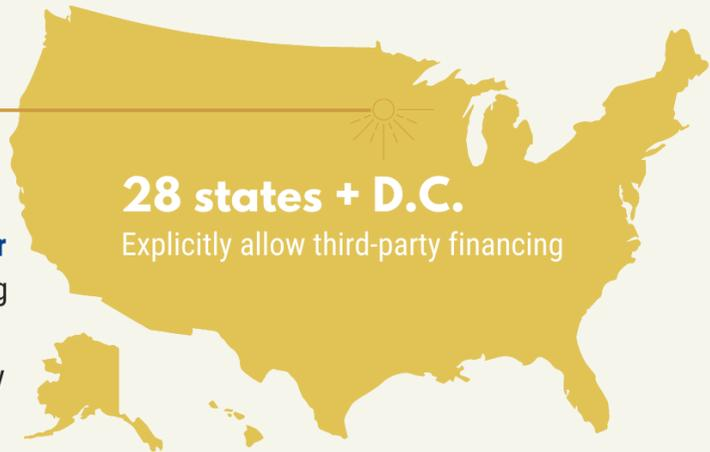 28 states + D.C.
r
Explicitly allow third-party financing
g